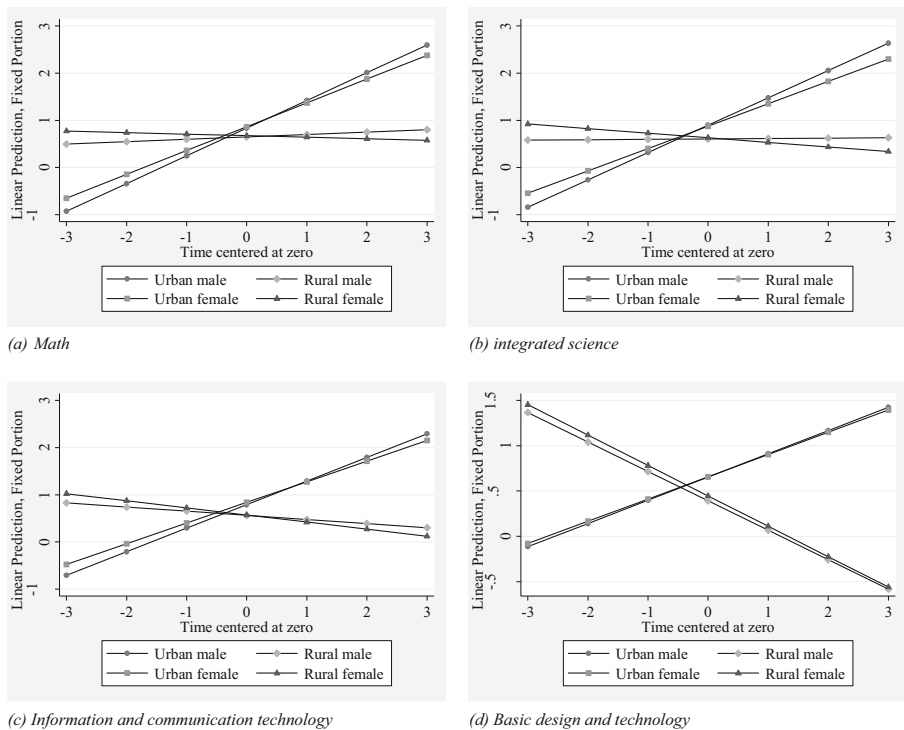 Linear Prediction, Fixed Portion
3
2
1
0
-1
-3 -2 -1 0 1 2 3
Time centered at zero
Urban male Rural male
Urban female Rural female
(a) Math
Linear Prediction, Fixed Portion
3
2
1
0
-1
-3 -2 -1 0 1 2 3
Time centered at zero
Urban male Rural male
Urban female Rural female
(b) integrated science
Linear Prediction, Fixed Portion
3
2
1
0
-1
-3 -2 -1 0 1 2 3
Time centered at zero
Urban male Rural male
Urban female Rural female
(c) Information and communication technology
Linear Prediction, Fixed Portion
1.5
1
.5
0
-.5
-3 -2 -1 0 1 2 3
Time centered at zero
Urban male Rural male
Urban female Rural female
(d) Basic design and technology